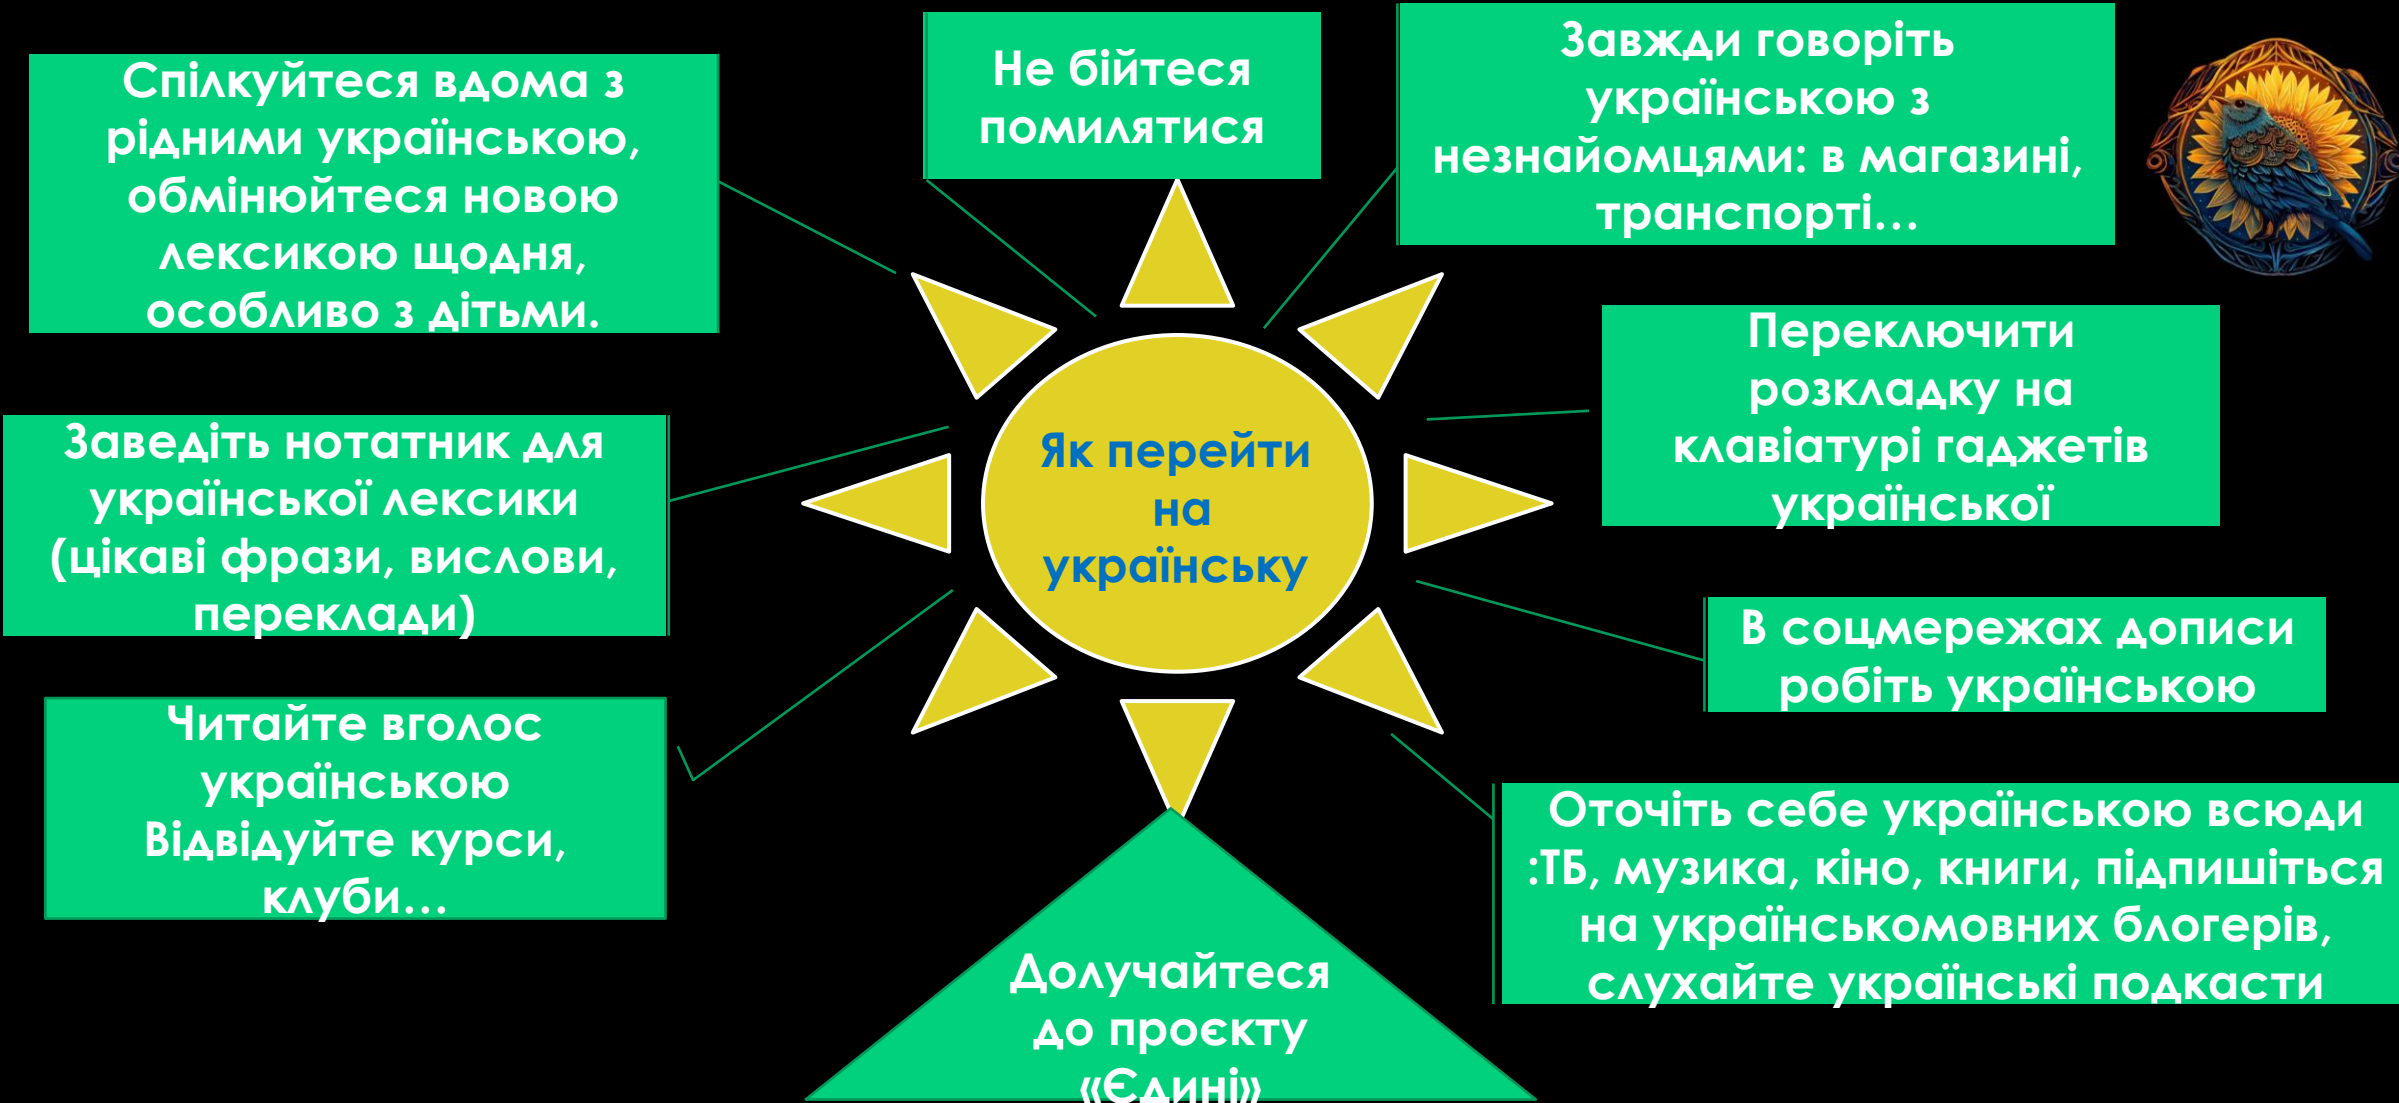 Спілкуйтеся вдома з
рідними українською,
обмінюйтеся новою
лексикою щодня,
особливо з дітьми.
Не бійтеся
помилятися
Завжди говоріть
українською з
незнайомцями: в магазині,
транспорті...
Заведіть нотатник для
української лексики
(цікаві фрази, вислови,
переклади)
Як перейти
на
українську
Переключити
розкладку на
клавіатурі гаджетів
української
В соцмережах дописи
робіть українською
Читайте вголос
українською
Відвідуйте курси,
клуби...
Оточіть себе українською всюди
:ТБ, музика, кіно, книги, підпишіться
на українськомовних блогерів,
слухайте українські подкасти
Долучайтеся
до проєкту
«Єдині»